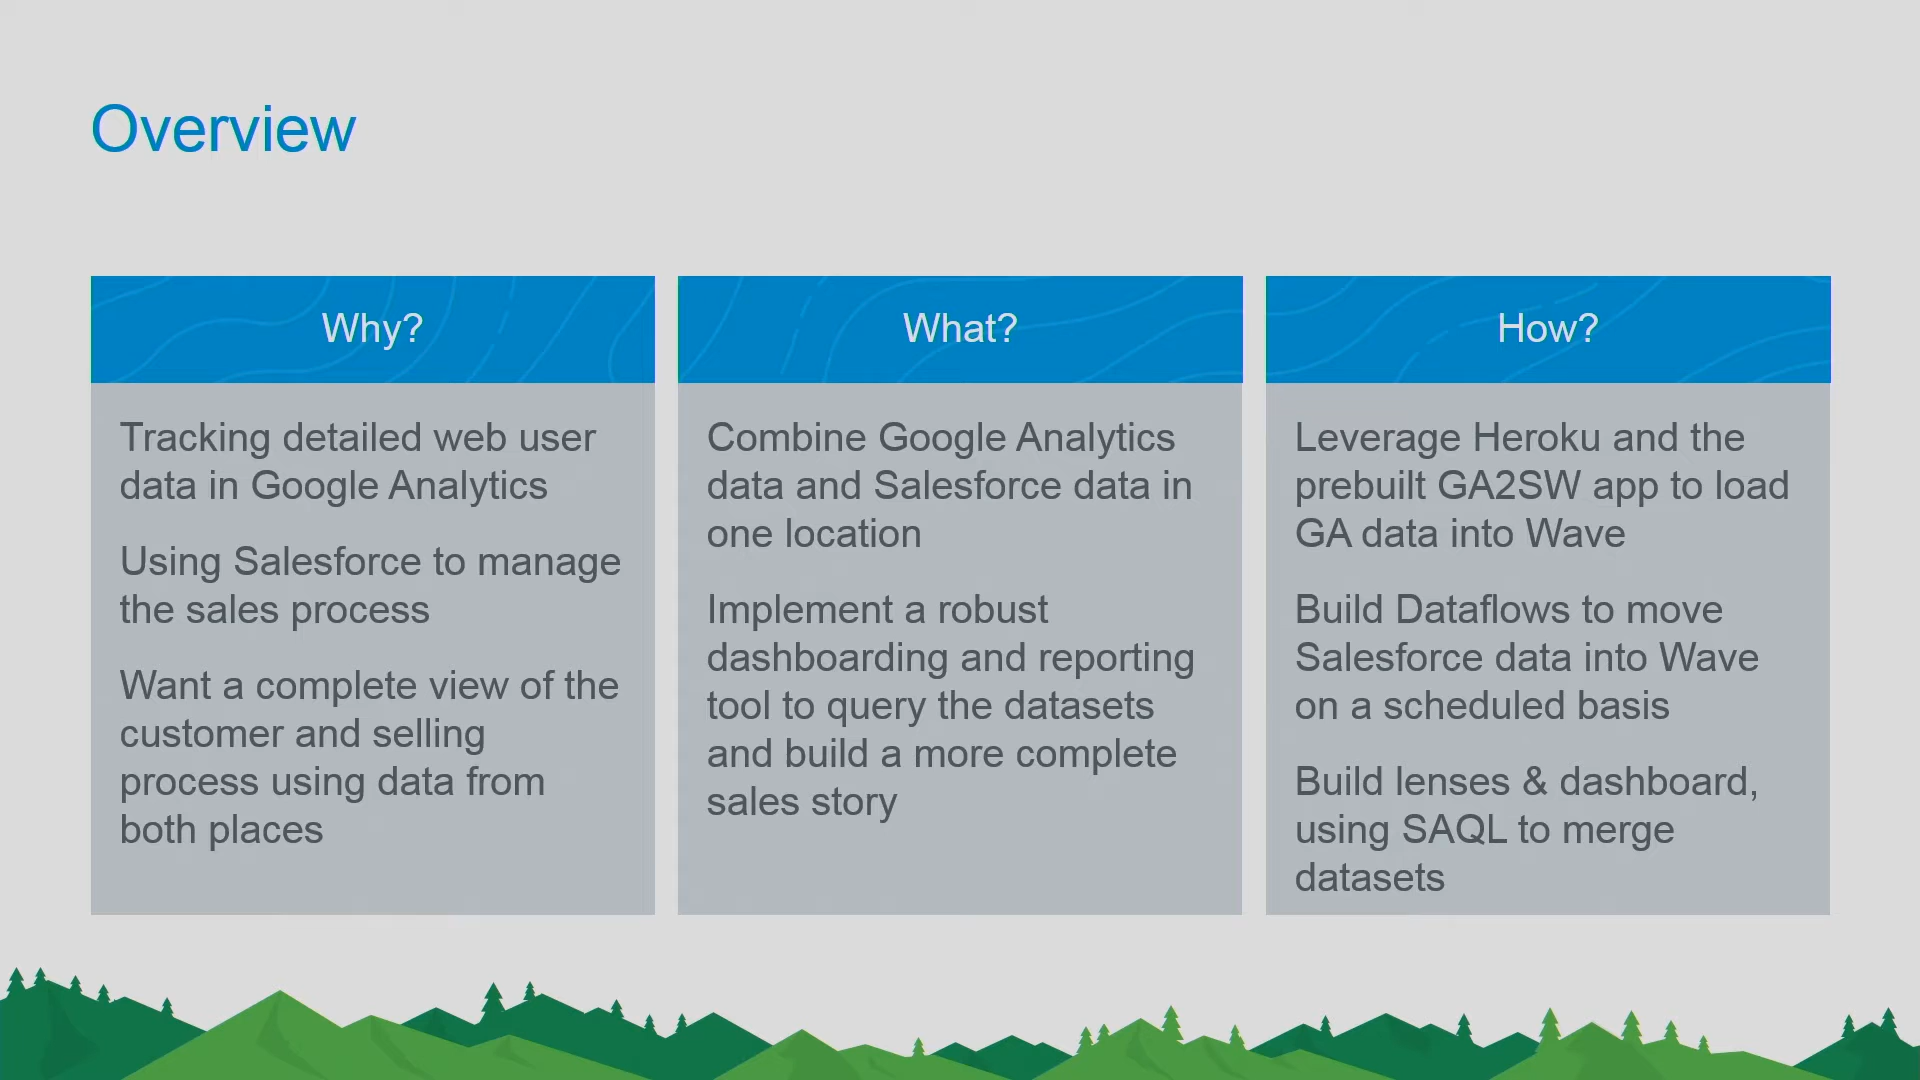 Overview
Why?
Tracking detailed web user
data in Google Analytics
Using Salesforce to manage
the sales process
Want a complete view of the
customer and selling
process using data from
both places
What?
Combine Google Analytics
data and Salesforce data in
one location
Implement a robust
dashboarding and reporting
tool to query the datasets
and build a more complete
sales story
How?
Leverage Heroku and the
prebuilt GA2SW app to load
GA data into Wave
Build Dataflows to move
Salesforce data into Wave
on a scheduled basis
Build lenses & dashboard,
using SAQL to merge
datasets